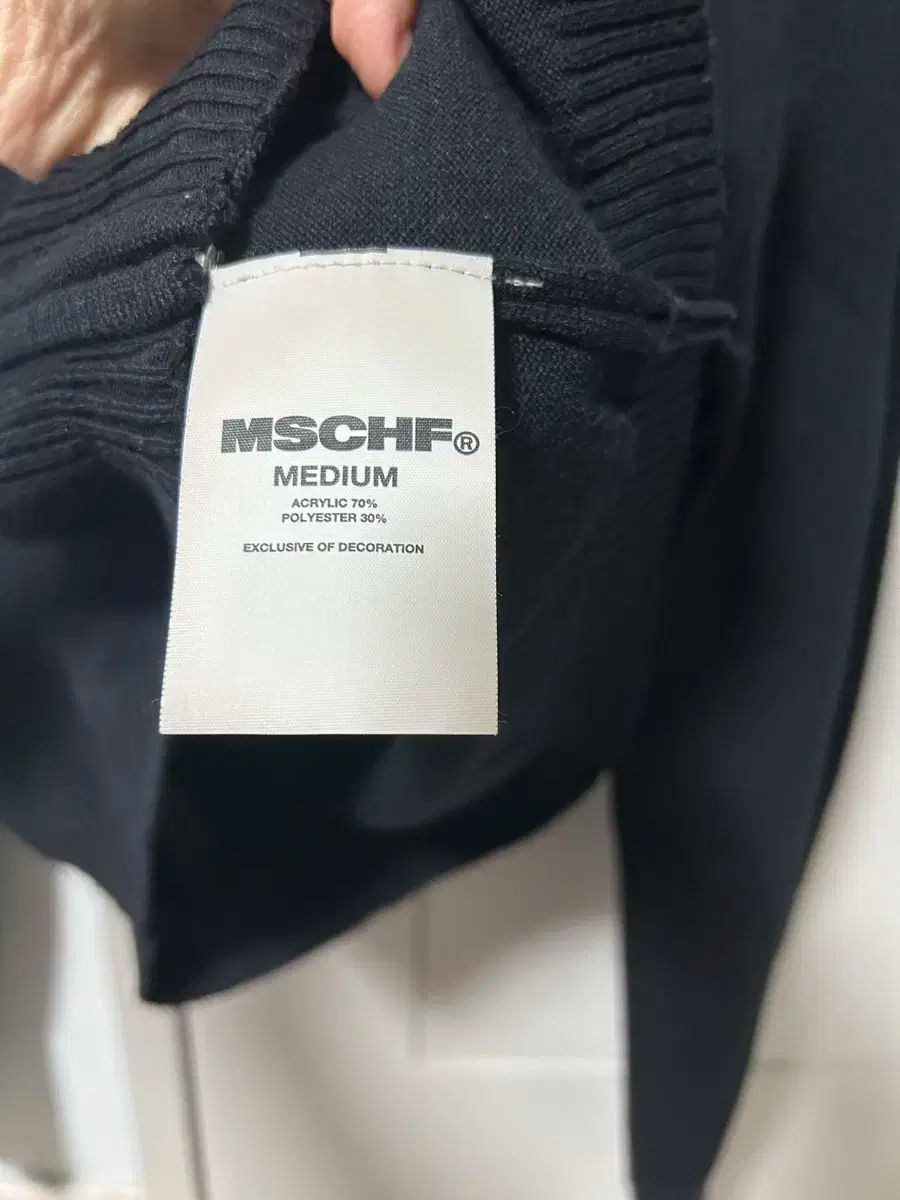 MSCHF®
MEDIUM
ACRYLIC 70%
POLYESTER 30%
EXCLUSIVE OF DECORATION